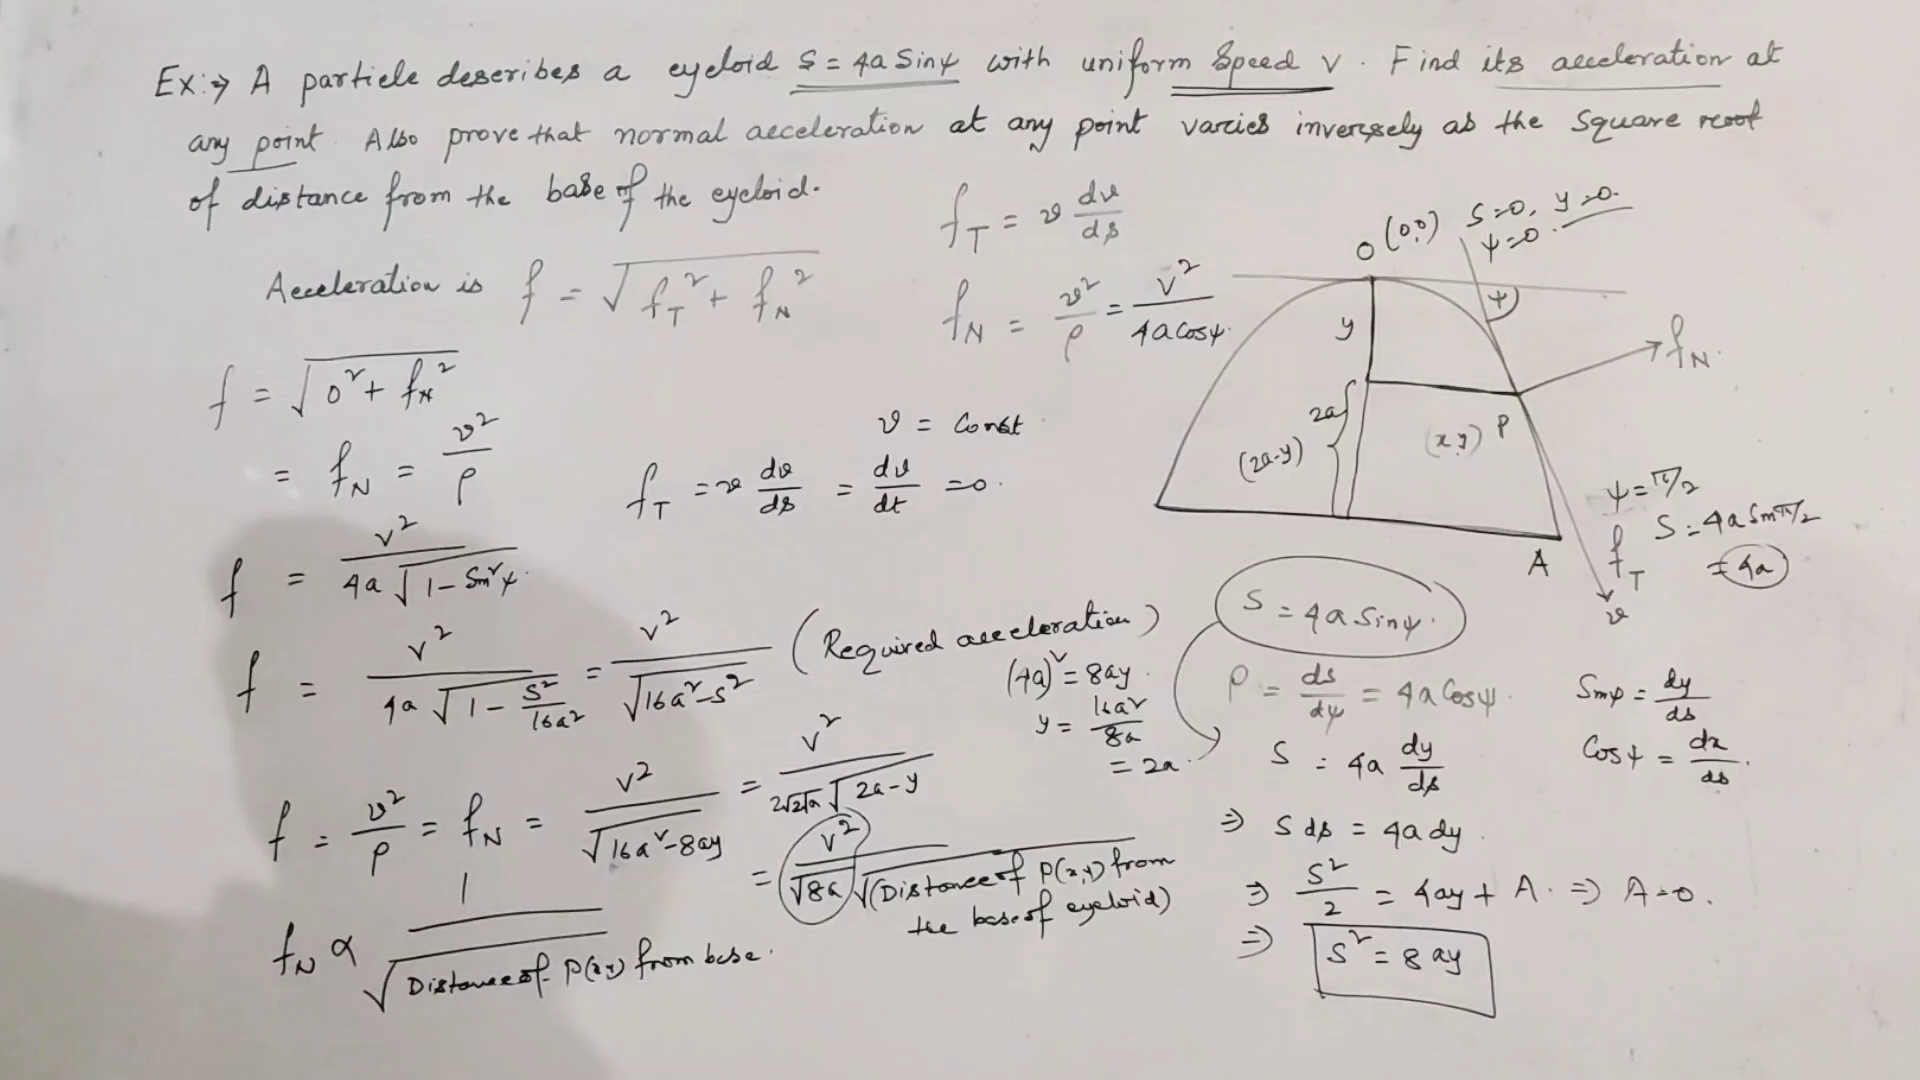 Ex:⇒ A particle describes a cycloid S = 4a Sinψ with uniform Speed v. Find its acceleration at
any point. Also prove that normal acceleration at any point varies inversely as the square root
of distance from the base of the cycloid.
Acceleration is f = √(f_T² + f_N²)
f_T = v dv/ds
f_N = v²/ρ = v²/(4a cosψ).
O (0,0) S=0, y=0.
ψ=0.
ψ
y
f_N.
2a
(2a-y)
(x,y) P
A
ψ = π/2
S = 4a Sin π/2
= 4a
f_T
v
f = √(0² + f_N²)
= f_N = v²/ρ
v = Const
f_T = v dv/ds = dv/dt = 0.
f = v²/(4a √(1 - Sin²ψ))
f = v²/(4a √(1 - S²/16a²)) = v²/√(16a² - s²) (Required acceleration)
(4a)² = 8ay.
y = 16a²/8a
= 2a.
f = v²/ρ = f_N = v²/√(16a² - 8ay) = v²/(2√2√a √(2a-y))
= v²/(√8a √(Distance of P(x,y) from
the base of cycloid))
f_N ∝ 1/√(Distance of P(x,y) from base.)
S = 4a Sinψ.
ρ = ds/dψ = 4a Cosψ.
Sinψ = dy/ds
Cosψ = dx/ds.
S = 4a dy/ds
⇒ S ds = 4a dy.
⇒ S²/2 = 4ay + A. ⇒ A=0.
⇒ S² = 8ay